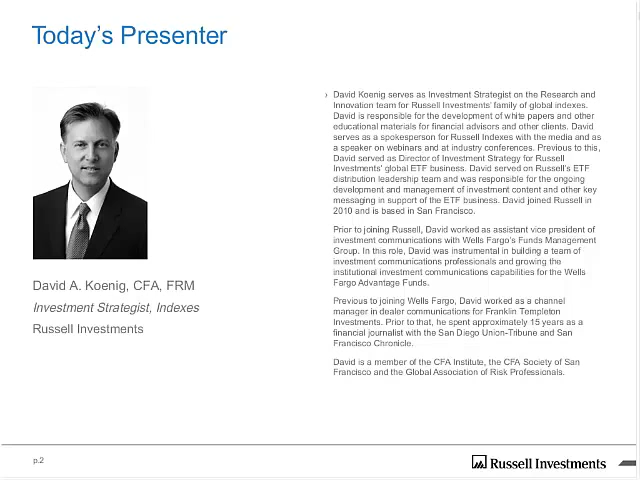 Today's Presenter
David A. Koenig, CFA, FRM
Investment Strategist, Indexes
Russell Investments
› David Koenig serves as Investment Strategist on the Research and
Innovation team for Russell Investments' family of global indexes.
David is responsible for the development of white papers and other
educational materials for financial advisors and other clients. David
serves as a spokesperson for Russell Indexes with the media and as
a speaker on webinars and at industry conferences. Previous to this,
David served as Director of Investment Strategy for Russell
Investments' global ETF business. David served on Russell's ETF
distribution leadership team and was responsible for the ongoing
development and management of investment content and other key
messaging in support of the ETF business. David joined Russell in
2010 and is based in San Francisco.
Prior to joining Russell, David worked as assistant vice president of
investment communications with Wells Fargo's Funds Management
Group. In this role, David was instrumental in building a team of
investment communications professionals and growing the
institutional investment communications capabilities for the Wells
Fargo Advantage Funds.
Previous to joining Wells Fargo, David worked as a channel
manager in dealer communications for Franklin Templeton
Investments. Prior to that, he spent approximately 15 years as a
financial journalist with the San Diego Union-Tribune and San
Francisco Chronicle.
David is a member of the CFA Institute, the CFA Society of San
Francisco and the Global Association of Risk Professionals.
p.2
Russell Investments